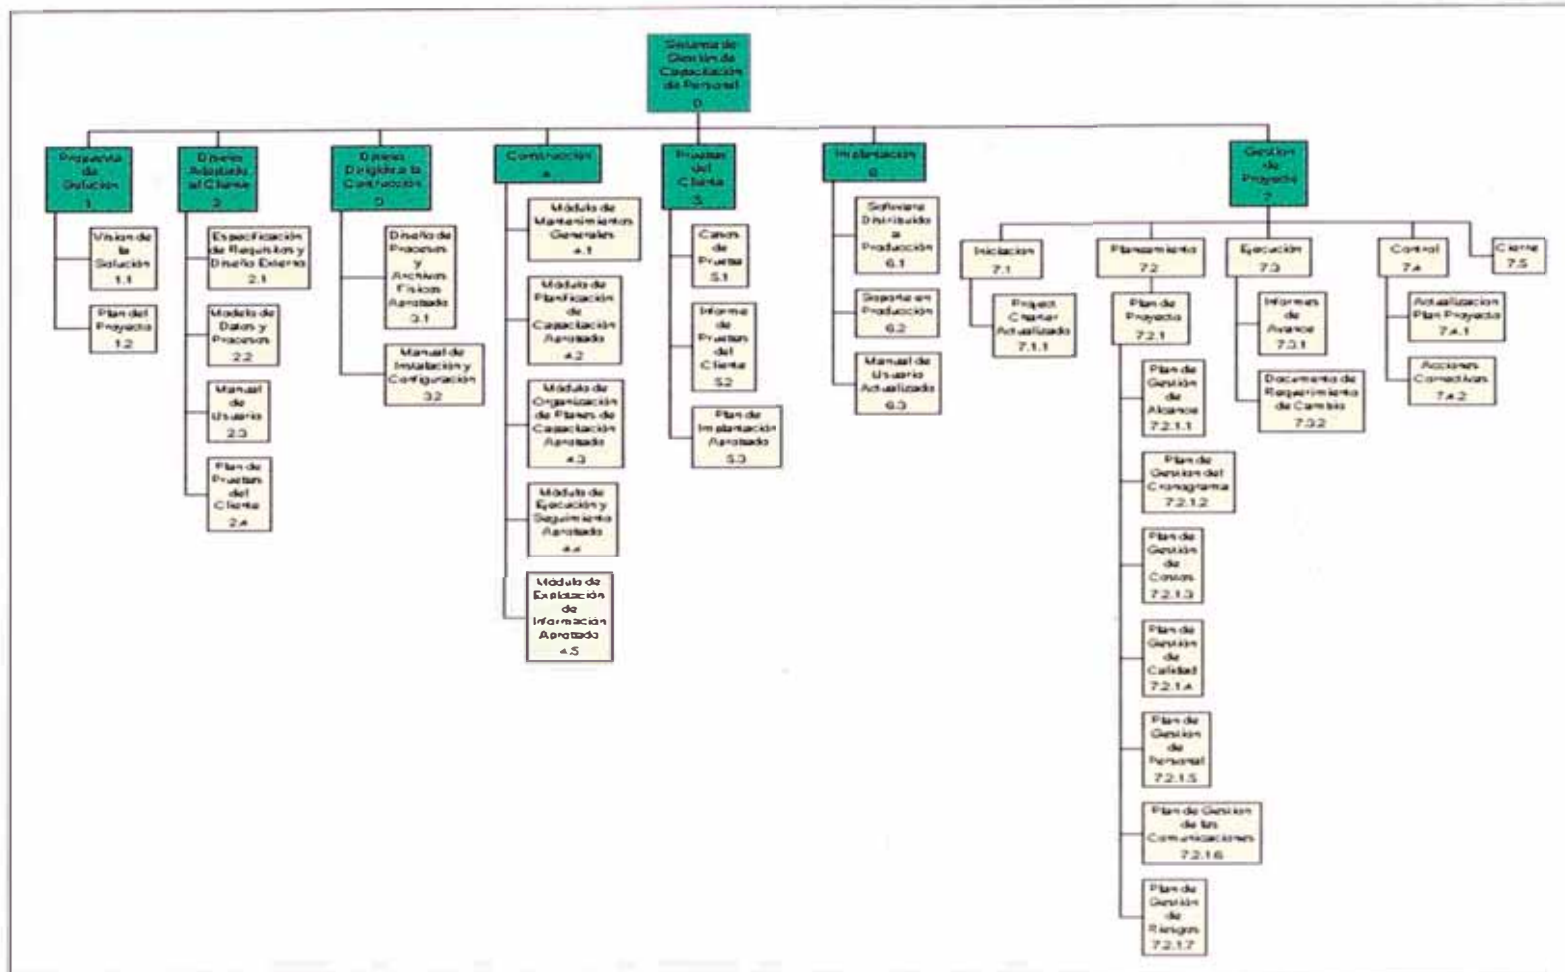 Sistema de
Gestión de
Capacitación
de Personal
0
Propuesta
de
Solución
1
Diseño
Adaptado
al Cliente
2
Diseño
Dirigido a la
Construcción
3
Construcción
4
Pruebas
del
Cliente
5
Implantación
6
Gestion
de
Proyecto
7
Vision de
la
Solución
1.1
Plan del
Proyecto
1.2
Especificación
de Requisitos y
Diseño Externo
2.1
Modelo de
Datos y
Procesos
2.2
Manual
de
Usuario
2.3
Plan de
Pruebas
del
Cliente
2.4
Diseño de
Procesos
y
Archivos
Físicos
Aprobado
3.1
Manual de
Instalación y
Configuración
3.2
Módulo de
Mantenimientos
Generales
4.1
Módulo de
Planificación
de
Capacitación
Aprobado
4.2
Módulo de
Organización
de Planes de
Capacitación
Aprobado
4.3
Módulo de
Ejecución y
Seguimiento
Aprobado
4.4
Módulo de
Explotación
de
Información
Aprobado
4.5
Casos
de
Prueba
5.1
Informe
de
Pruebas
del
Cliente
5.2
Plan de
Implantación
Aprobado
5.3
Software
Distribuido
a
Producción
6.1
Soporte en
Producción
6.2
Manual de
Usuario
Actualizado
6.3
Iniciacion
7.1
Project
Charter
Actualizado
7.1.1
Planeamiento
7.2
Plan de
Proyecto
7.2.1
Plan de
Gestión
de
Alcance
7.2.1.1
Plan de
Gestion del
Cronograma
7.2.1.2
Plan de
Gestión
de
Costos
7.2.1.3
Plan de
Gestión
de
Calidad
7.2.1.4
Plan de
Gestion
de
Personal
7.2.1.5
Plan de Gestion
de las
Comunicaciones
7.2.1.6
Plan de
Gestión
de
Riesgos
7.2.1.7
Ejecución
7.3
Informes
de
Avance
7.3.1
Documento de
Requerimiento
de Cambio
7.3.2
Control
7.4
Actualizacion
Plan Proyecto
7.4.1
Acciones
Correctivas
7.4.2
Cierre
7.5